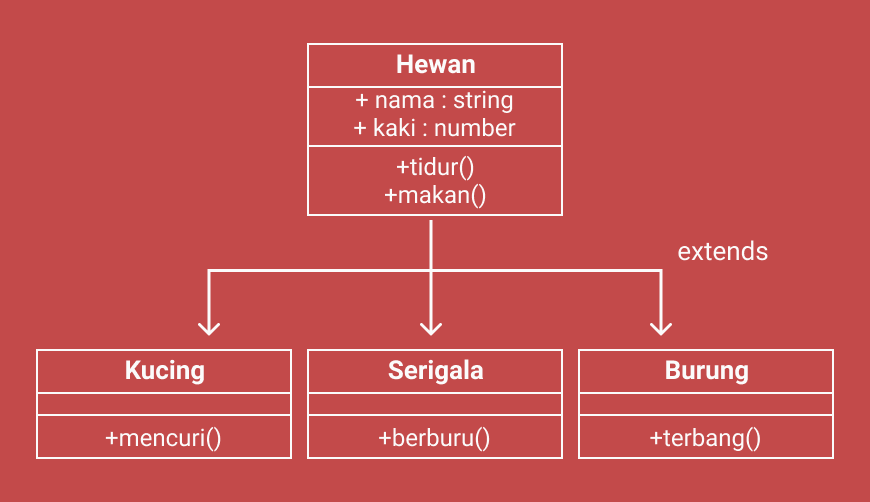 Hewan
+ nama : string
+ kaki : number
+tidur()
+makan()
extends
Kucing
+mencuri()
Serigala
+berburu()
Burung
+terbang()